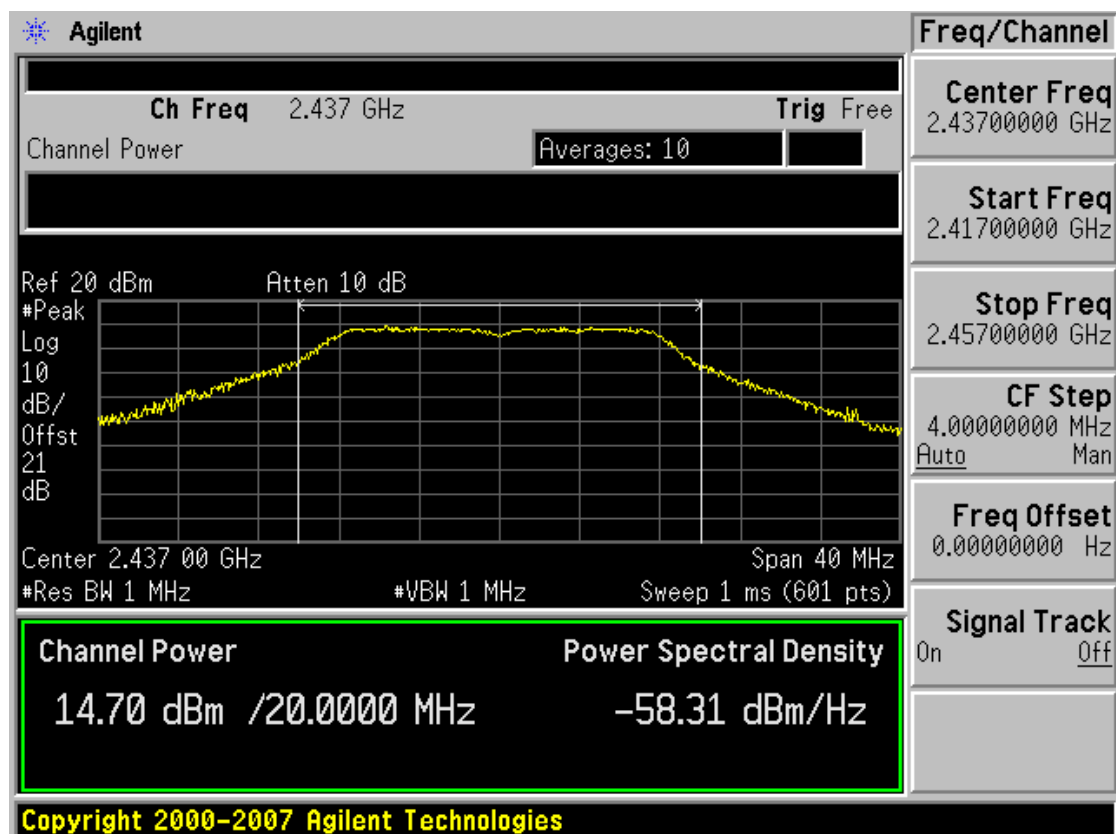 Agilent
Ch Freq 2.437 GHz Trig Free
Channel Power Averages: 10
Ref 20 dBm Atten 10 dB
#Peak
Log
10
dB/
Offst
21
dB
Center 2.437 00 GHz Span 40 MHz
#Res BW 1 MHz #VBW 1 MHz Sweep 1 ms (601 pts)
Channel Power Power Spectral Density
14.70 dBm /20.0000 MHz -58.31 dBm/Hz
Copyright 2000-2007 Agilent Technologies
Freq/Channel
Center Freq
2.43700000 GHz
Start Freq
2.41700000 GHz
Stop Freq
2.45700000 GHz
CF Step
4.00000000 MHz
Auto Man
Freq Offset
0.00000000 Hz
Signal Track
On Off